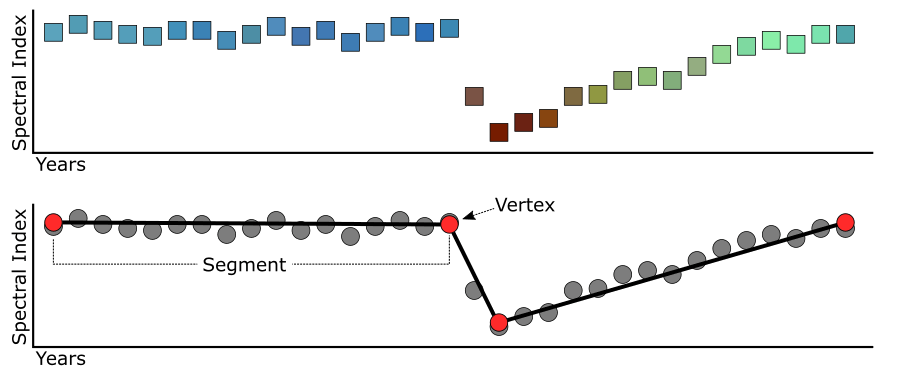 Spectral Index
Years
Spectral Index
Vertex
Segment
Years